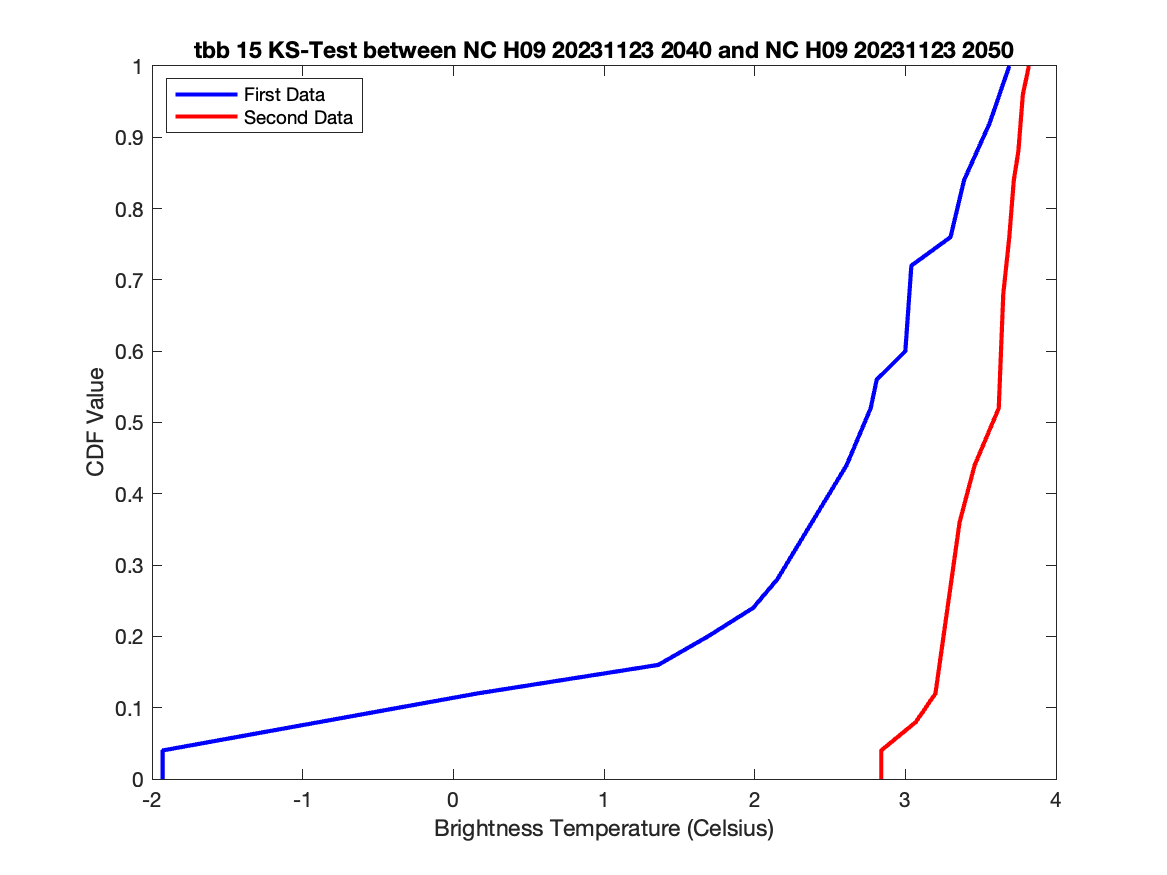 tbb 15 KS-Test between NC H09 20231123 2040 and NC H09 20231123 2050
First Data
Second Data
1
0.9
0.8
0.7
0.6
0.5
0.4
0.3
0.2
0.1
0
CDF Value
-2 -1 0 1 2 3 4
Brightness Temperature (Celsius)